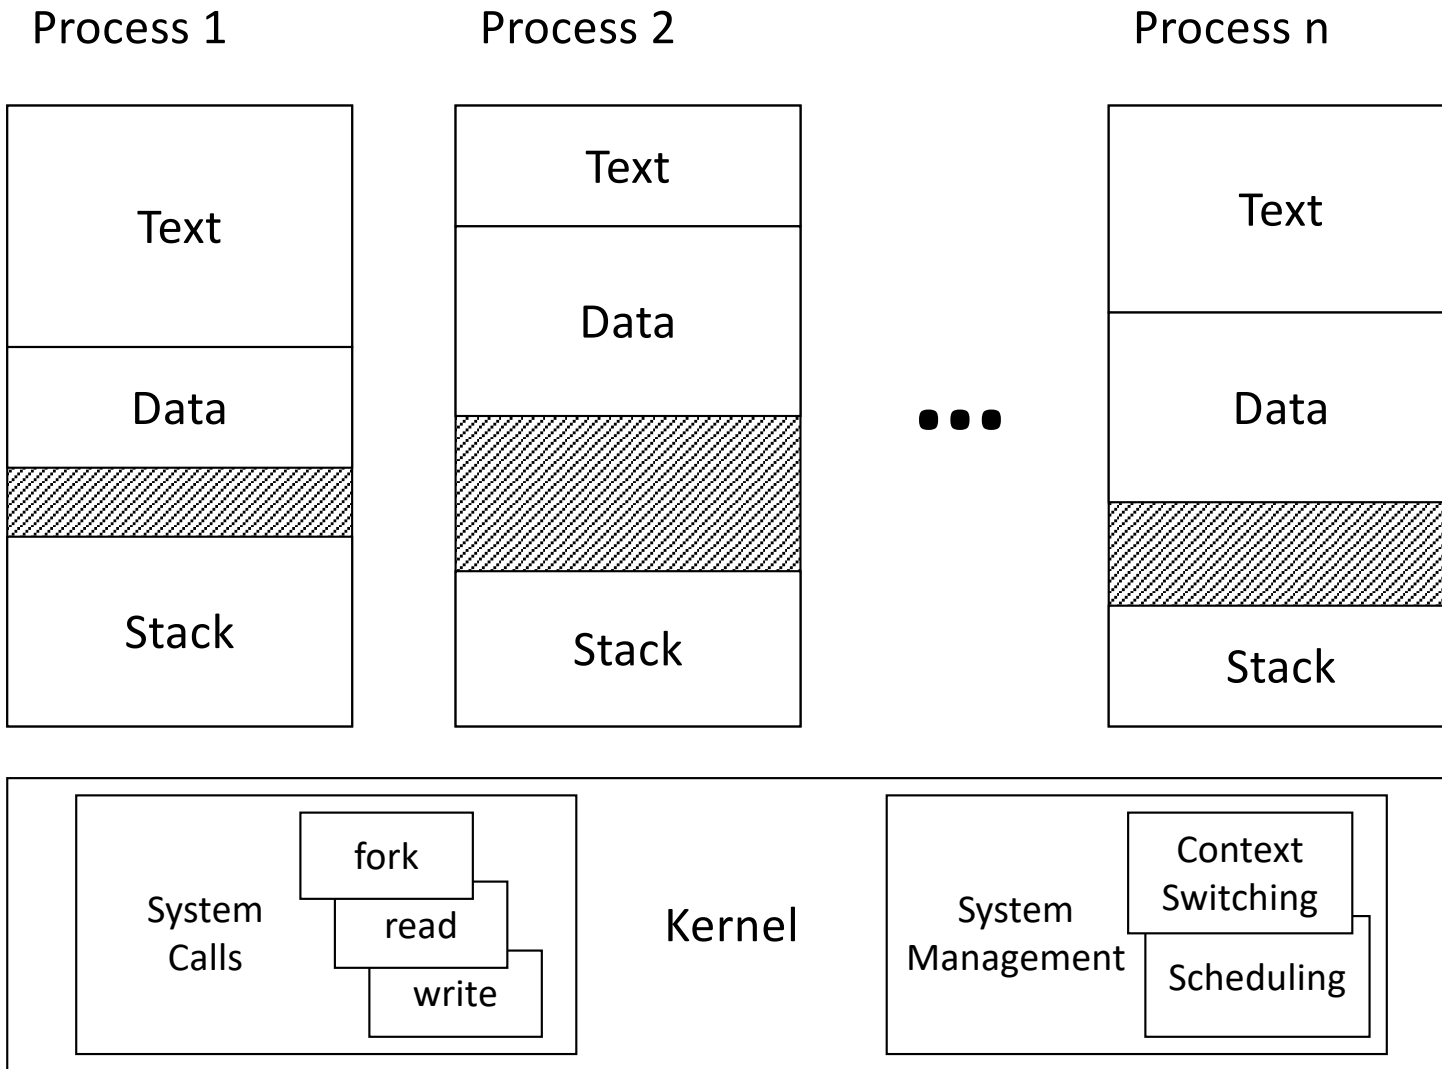 Process 1
Process 2
Process n
Text
Data
Stack
Text
Data
Stack
...
Text
Data
Stack
System
Calls
fork
read
write
Kernel
System
Management
Context
Switching
Scheduling